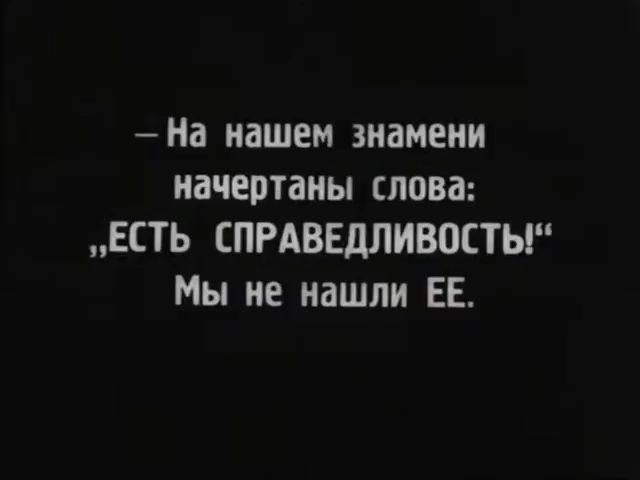 — На нашем знамени
начертаны слова:
„ЕСТЬ СПРАВЕДЛИВОСТЬ!“
Мы не нашли ЕЕ.